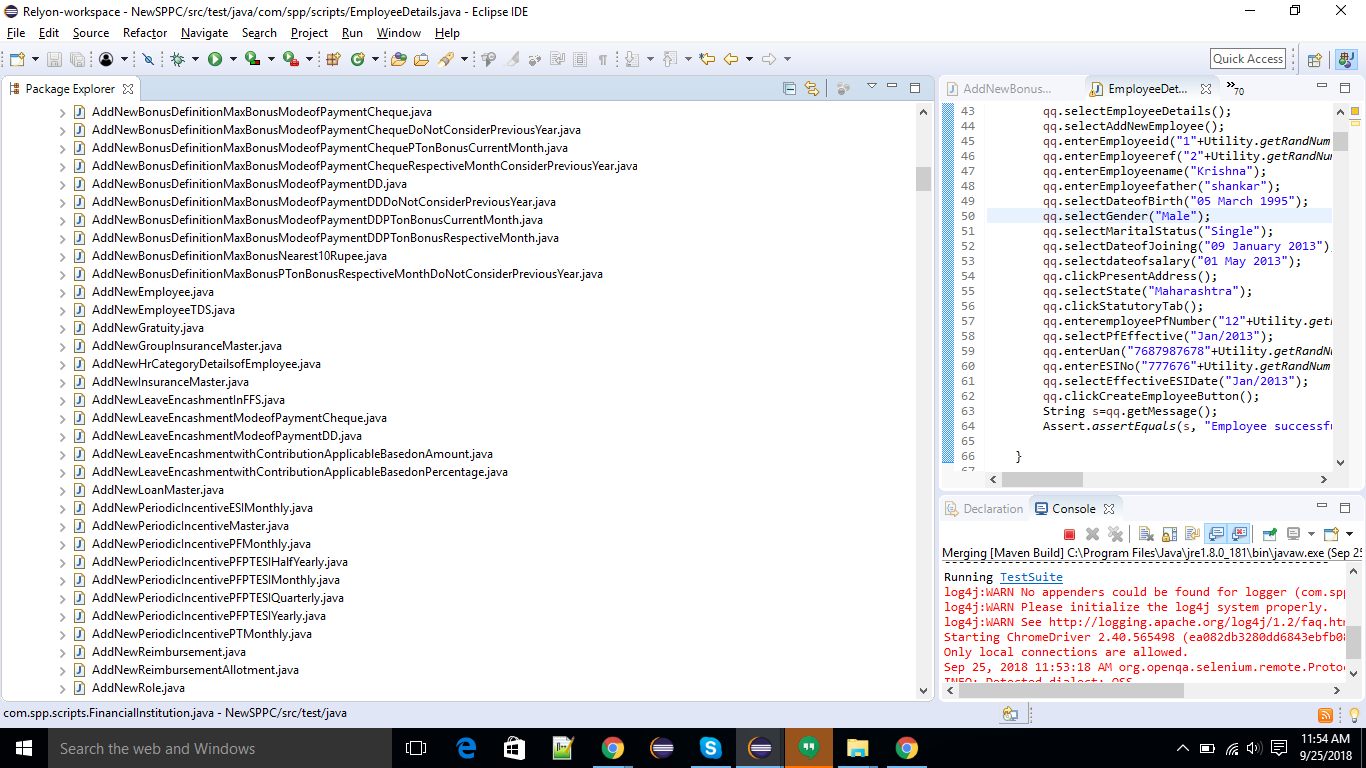 Relyon-workspace - NewSPPC/src/test/java/com/spp/scripts/EmployeeDetails.java - Eclipse IDE
File Edit Source Refactor Navigate Search Project Run Window Help
Quick Access
Package Explorer
AddNewBonusDefinitionMaxBonusModeofPaymentCheque.java
AddNewBonusDefinitionMaxBonusModeofPaymentChequeDoNotConsiderPreviousYear.java
AddNewBonusDefinitionMaxBonusModeofPaymentChequePTonBonusCurrentMonth.java
AddNewBonusDefinitionMaxBonusModeofPaymentChequeRespectiveMonthConsiderPreviousYear.java
AddNewBonusDefinitionMaxBonusModeofPaymentDD.java
AddNewBonusDefinitionMaxBonusModeofPaymentDDDoNotConsiderPreviousYear.java
AddNewBonusDefinitionMaxBonusModeofPaymentDDPTonBonusCurrentMonth.java
AddNewBonusDefinitionMaxBonusModeofPaymentDDPTonBonusRespectiveMonth.java
AddNewBonusDefinitionMaxBonusNearest10Rupee.java
AddNewBonusDefinitionMaxBonusPTonBonusRespectiveMonthDoNotConsiderPreviousYear.java
AddNewEmployee.java
AddNewEmployeeTDS.java
AddNewGratuity.java
AddNewGroupInsuranceMaster.java
AddNewHrCategoryDetailsofEmployee.java
AddNewInsuranceMaster.java
AddNewLeaveEncashmentInFFS.java
AddNewLeaveEncashmentModeofPaymentCheque.java
AddNewLeaveEncashmentModeofPaymentDD.java
AddNewLeaveEncashmentwithContributionApplicableBasedonAmount.java
AddNewLeaveEncashmentwithContributionApplicableBasedonPercentage.java
AddNewLoanMaster.java
AddNewPeriodicIncentiveESIMonthly.java
AddNewPeriodicIncentiveMaster.java
AddNewPeriodicIncentivePFMonthly.java
AddNewPeriodicIncentivePFPTESIHalfYearly.java
AddNewPeriodicIncentivePFPTESIMonthly.java
AddNewPeriodicIncentivePFPTESIQuarterly.java
AddNewPeriodicIncentivePFPTESIYearly.java
AddNewPeriodicIncentivePTMonthly.java
AddNewReimbursement.java
AddNewReimbursementAllotment.java
AddNewRole.java
AddNewBonus... EmployeeDet... 70
43 qq.selectEmployeeDetails();
44 qq.selectAddNewEmployee();
45 qq.enterEmployeeid("1"+Utility.getRandNum
46 qq.enterEmployeeref("2"+Utility.getRandNu
47 qq.enterEmployeename("Krishna");
48 qq.enterEmployeefather("shankar");
49 qq.selectDateofBirth("05 March 1995");
50 qq.selectGender("Male");
51 qq.selectMaritalStatus("Single");
52 qq.selectDateofJoining("09 January 2013")
53 qq.selectdateofsalary("01 May 2013");
54 qq.clickPresentAddress();
55 qq.selectState("Maharashtra");
56 qq.clickStatutoryTab();
57 qq.enteremployeePfNumber("12"+Utility.get
58 qq.selectPfEffective("Jan/2013");
59 qq.enterUan("7687987678"+Utility.getRandN
60 qq.enterESINo("777676"+Utility.getRandNum
61 qq.selectEffectiveESIDate("Jan/2013");
62 qq.clickCreateEmployeeButton();
63 String s=qq.getMessage();
64 Assert.assertEquals(s, "Employee successfu
65
66 }
67
Declaration Console
Merging [Maven Build] C:\Program Files\Java\jre1.8.0_181\bin\javaw.exe (Sep 25
Running TestSuite
log4j:WARN No appenders could be found for logger (com.spp
log4j:WARN Please initialize the log4j system properly.
log4j:WARN See http://logging.apache.org/log4j/1.2/faq.htm
Starting ChromeDriver 2.40.565498 (ea082db3280dd6843ebfb08
Only local connections are allowed.
Sep 25, 2018 11:53:18 AM org.openqa.selenium.remote.Proto
INFO: Detected dialect: OSS
com.spp.scripts.FinancialInstitution.java - NewSPPC/src/test/java
Search the web and Windows
11:54 AM
9/25/2018